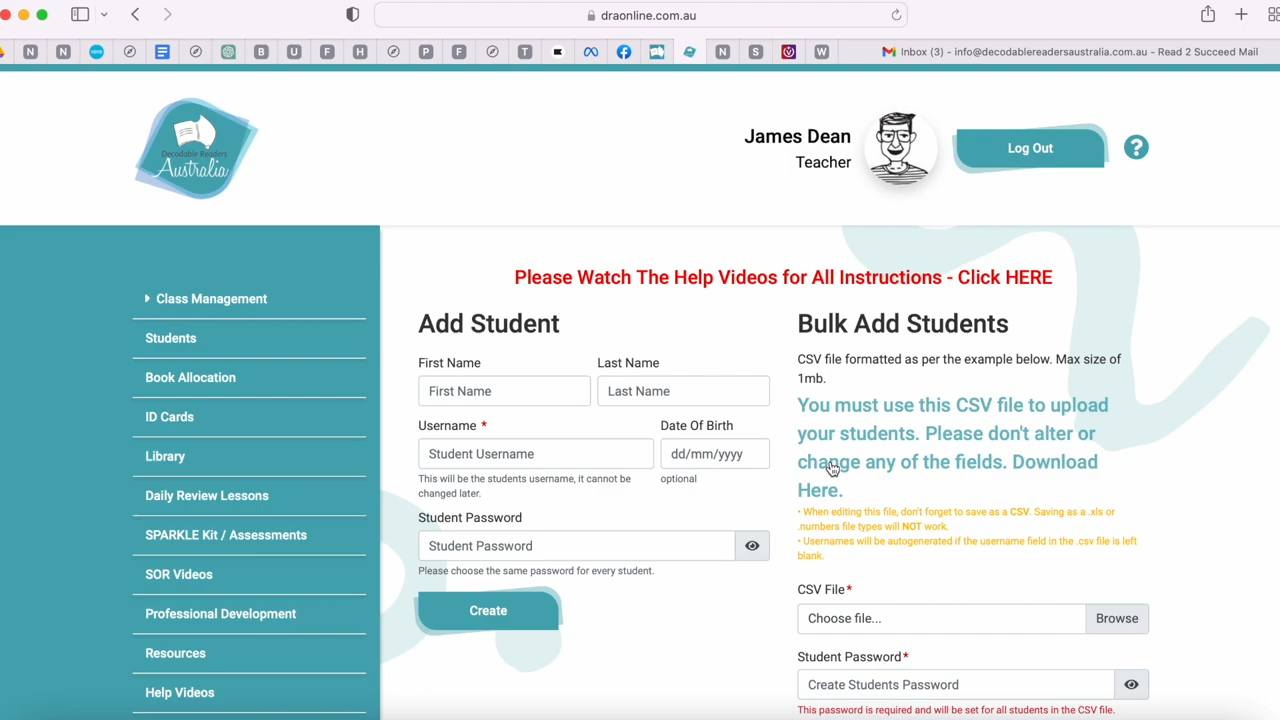 draonline.com.au
N
N
xero
B
U
F
H
P
F
T
N
S
W
Inbox (3) - info@decodablereadersaustralia.com.au - Read 2 Succeed Mail
Decodable Readers
Australia
James Dean
Teacher
Log Out
?
Class Management
Students
Book Allocation
ID Cards
Library
Daily Review Lessons
SPARKLE Kit / Assessments
SOR Videos
Professional Development
Resources
Help Videos
Please Watch The Help Videos for All Instructions - Click HERE
Add Student
First Name Last Name
First Name Last Name
Username * Date Of Birth
Student Username dd/mm/yyyy
This will be the students username, it cannot be optional
changed later.
Student Password
Student Password
Please choose the same password for every student.
Create
Bulk Add Students
CSV file formatted as per the example below. Max size of
1mb.
You must use this CSV file to upload
your students. Please don't alter or
change any of the fields. Download
Here.
• When editing this file, don't forget to save as a CSV. Saving as a .xls or
.numbers file types will NOT work.
• Usernames will be autogenerated if the username field in the .csv file is left
blank.
CSV File*
Choose file... Browse
Student Password*
Create Students Password
This password is required and will be set for all students in the CSV file.